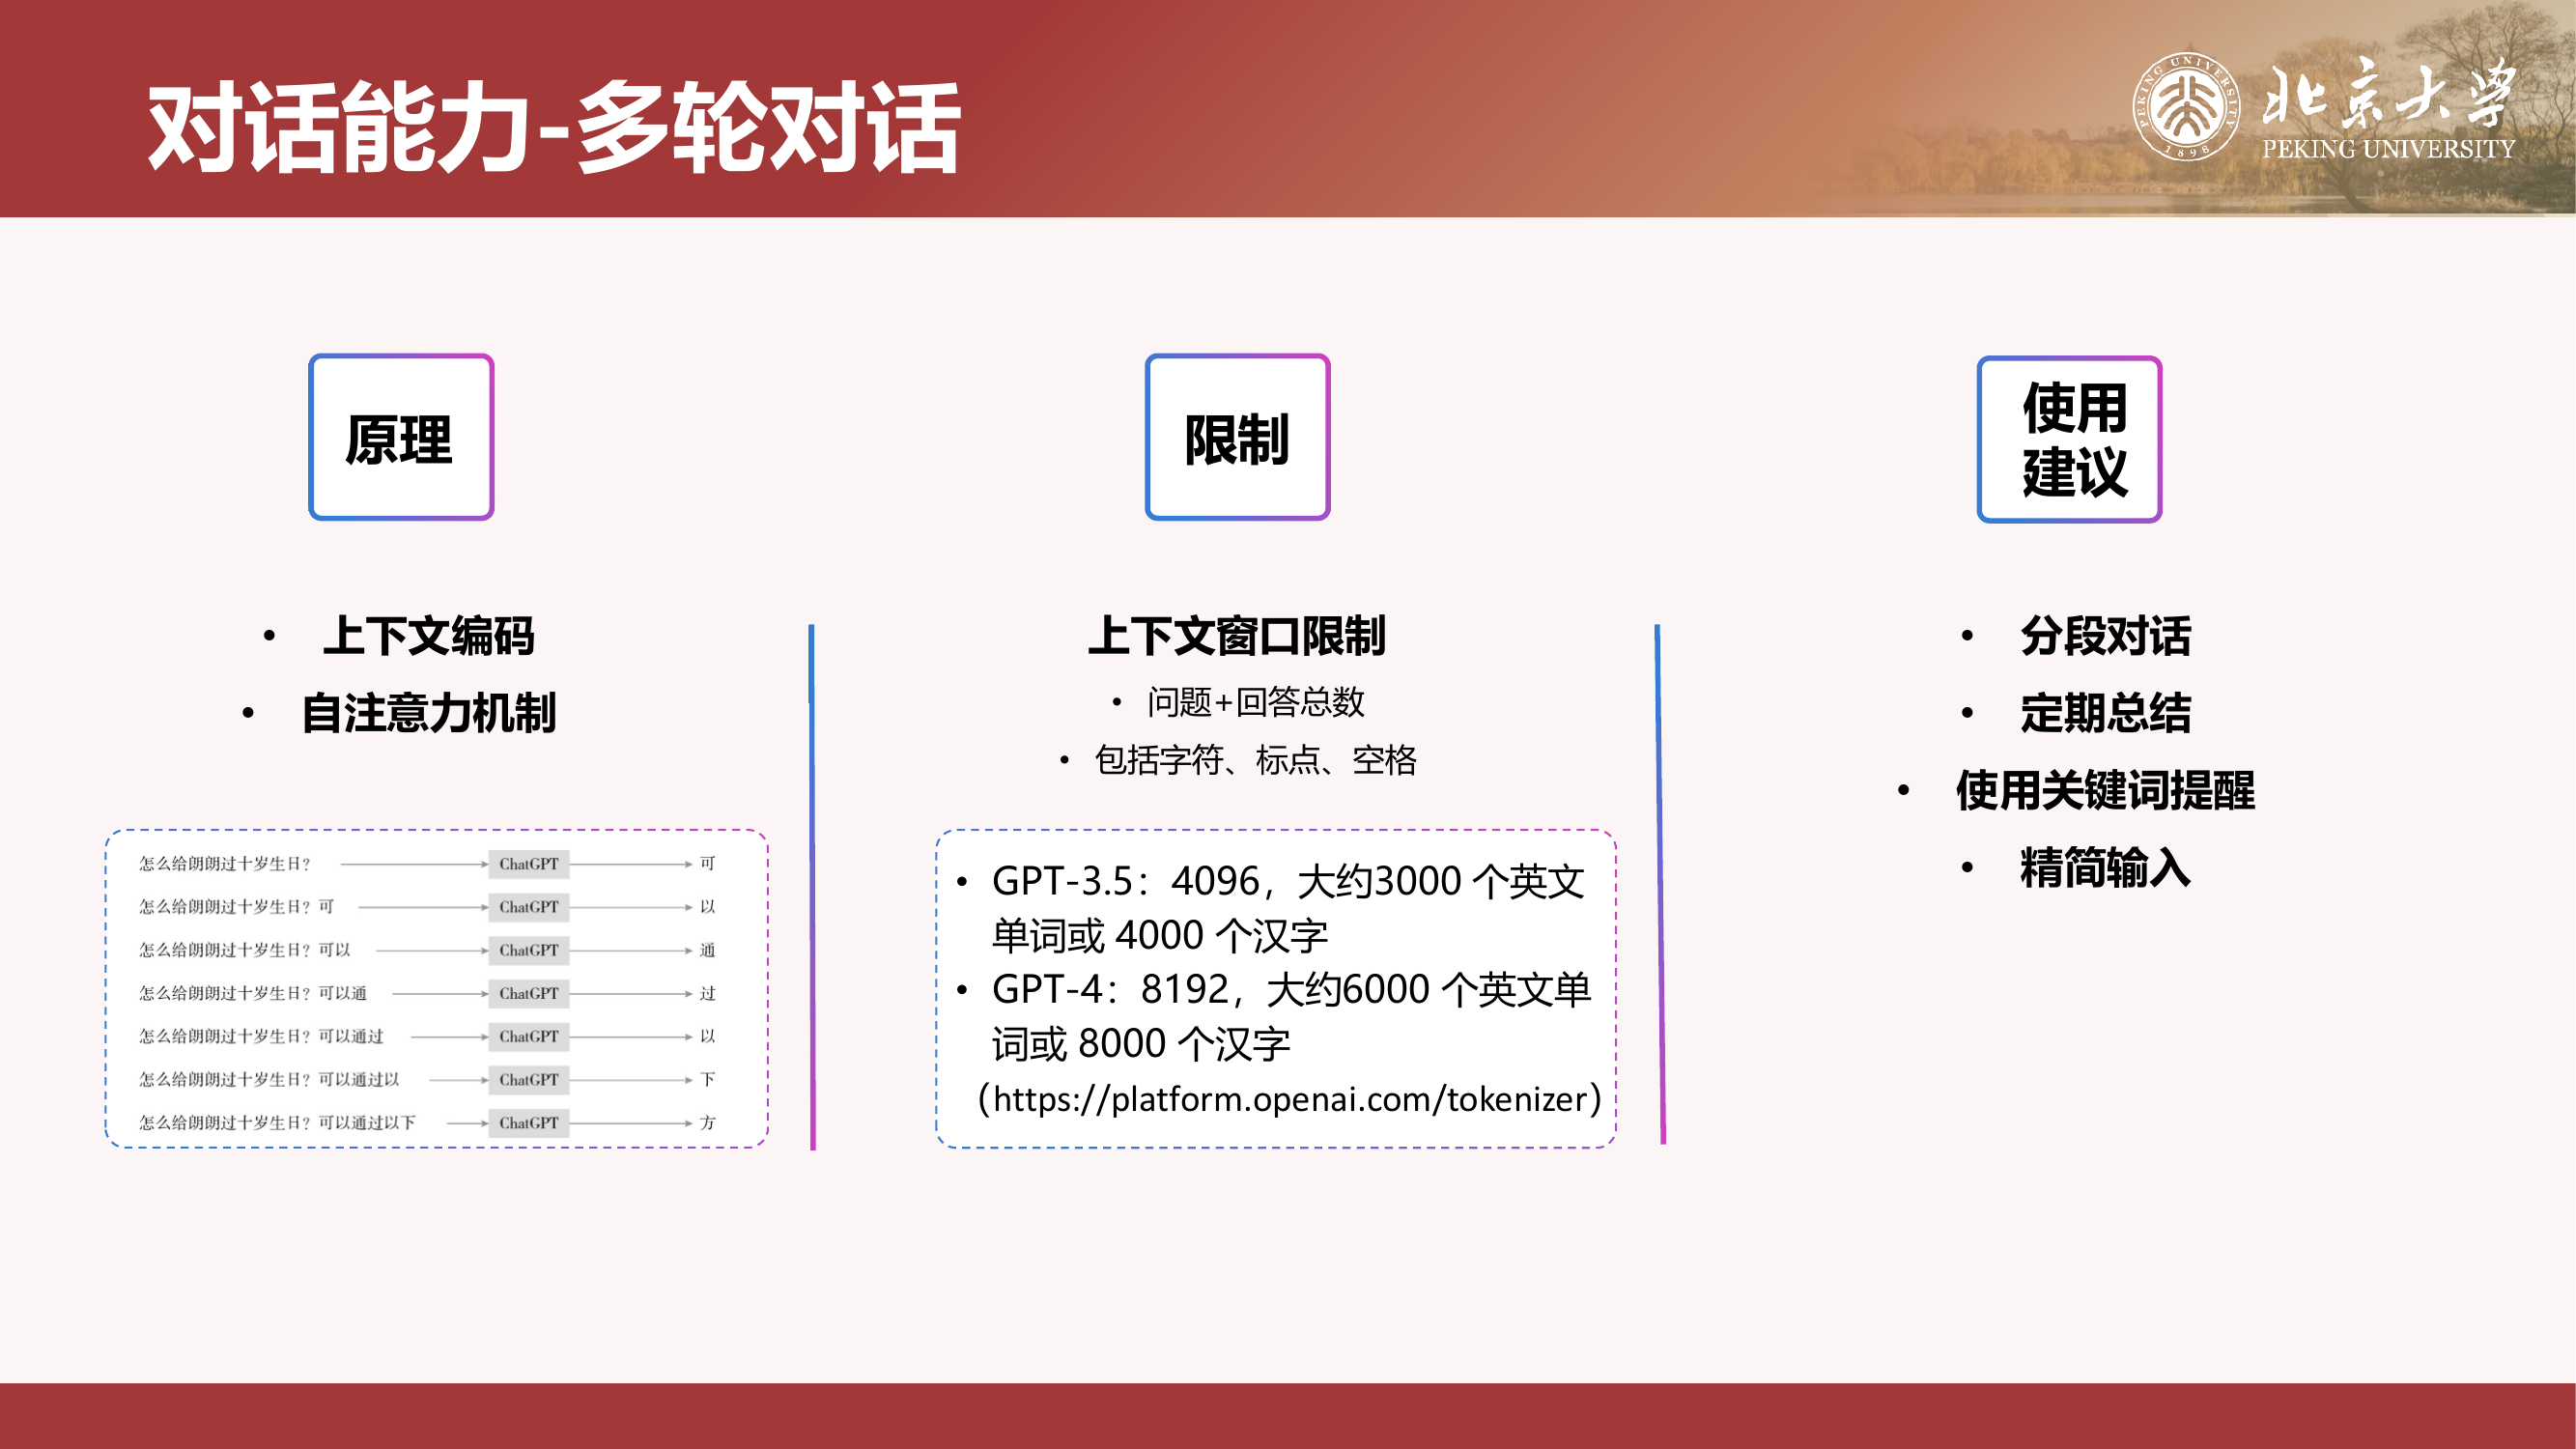 对话能力-多轮对话
PEKING UNIVERSITY
1898
北京大学
PEKING UNIVERSITY
原理
上下文编码
自注意力机制
怎么给朗朗过十岁生日? ChatGPT 可
怎么给朗朗过十岁生日? 可 ChatGPT 以
怎么给朗朗过十岁生日? 可以 ChatGPT 通
怎么给朗朗过十岁生日? 可以通 ChatGPT 过
怎么给朗朗过十岁生日? 可以通过 ChatGPT 以
怎么给朗朗过十岁生日? 可以通过以 ChatGPT 下
怎么给朗朗过十岁生日? 可以通过以下 ChatGPT 方
限制
上下文窗口限制
• 问题+回答总数
• 包括字符、标点、空格
• GPT-3.5：4096，大约3000 个英文
单词或 4000 个汉字
• GPT-4：8192，大约6000 个英文单
词或 8000 个汉字
（https://platform.openai.com/tokenizer）
使用
建议
• 分段对话
• 定期总结
• 使用关键词提醒
• 精简输入